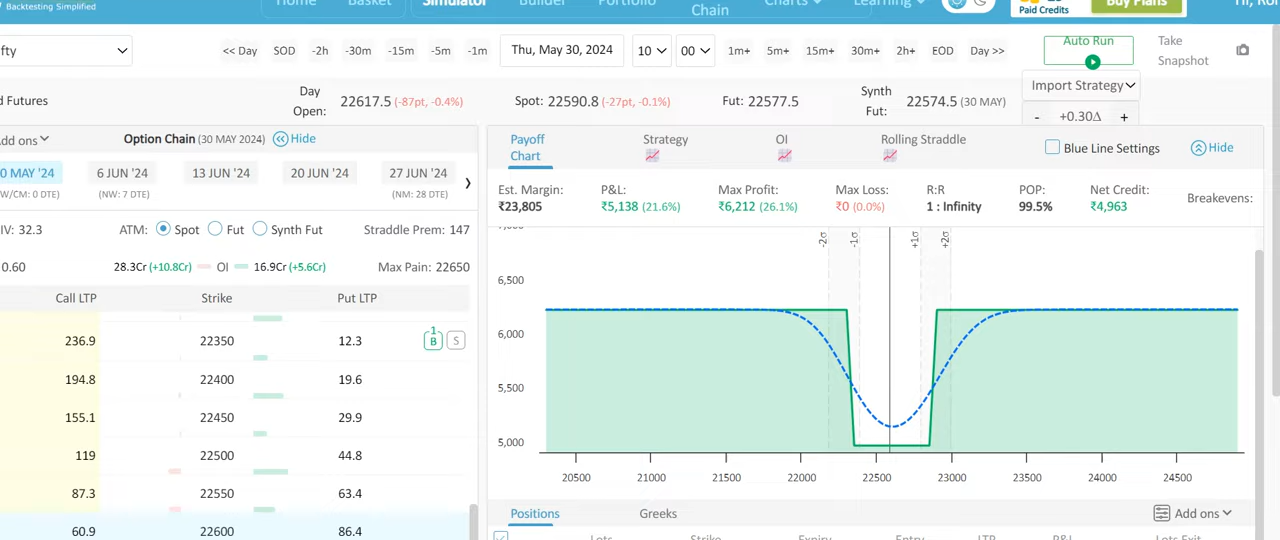 Backtesting Simplified
Home Basket Simulator Builder Portfolio Chain Charts Learning
Paid Credits
Buy Plans
Hi,
fty
<< Day SOD -2h -30m -15m -5m -1m Thu, May 30, 2024 10 00 1m+ 5m+ 15m+ 30m+ 2h+ EOD Day >>
Auto Run
Take Snapshot
Import Strategy
- +0.30Δ +
d Futures
Day Open: 22617.5 (-87pt, -0.4%) Spot: 22590.8 (-27pt, -0.1%) Fut: 22577.5 Synth Fut: 22574.5 (30 MAY)
dd ons Option Chain (30 MAY 2024) Hide
0 MAY '24 6 JUN '24 13 JUN '24 20 JUN '24 27 JUN '24
W/CM: 0 DTE) (NW: 7 DTE) (NM: 28 DTE)
IV: 32.3 ATM: Spot Fut Synth Fut Straddle Prem: 147
0.60 28.3Cr (+10.8Cr) OI 16.9Cr (+5.6Cr) Max Pain: 22650
Call LTP Strike Put LTP
236.9 22350 12.3 1 B S
194.8 22400 19.6
155.1 22450 29.9
119 22500 44.8
87.3 22550 63.4
60.9 22600 86.4
Payoff Chart Strategy OI Rolling Straddle Blue Line Settings Hide
Est. Margin: P&L: Max Profit: Max Loss: R:R POP: Net Credit: Breakevens:
₹23,805 ₹5,138 (21.6%) ₹6,212 (26.1%) ₹0 (0.0%) 1 : Infinity 99.5% ₹4,963
7,000
-2σ -1σ +1σ +2σ
6,500
6,000
5,500
5,000
20500 21000 21500 22000 22500 23000 23500 24000 24500
Positions Greeks Add ons
Lots Strike Expiry Entry LTP P&L Lots Exit